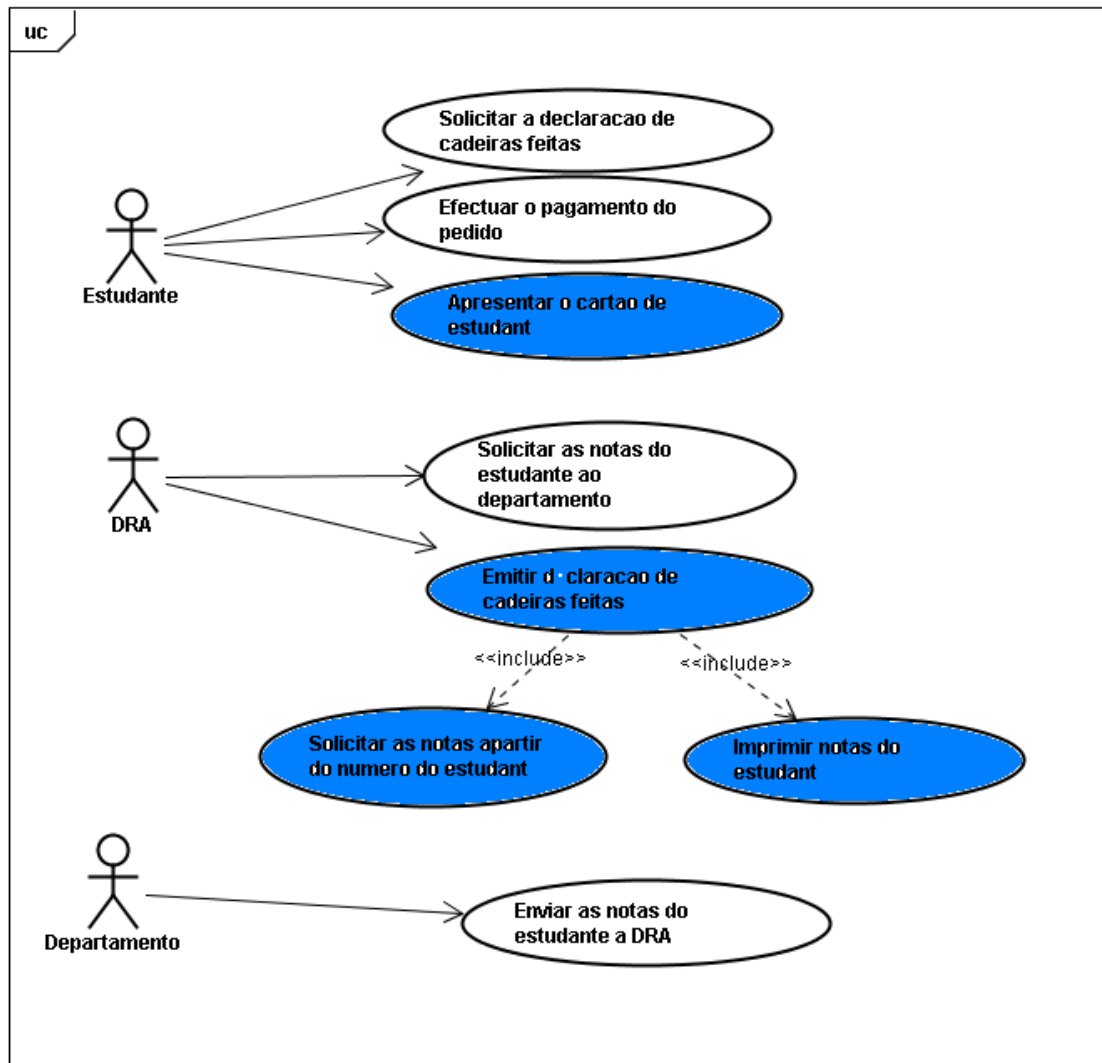 uc
Solicitar a declaracao de
cadeiras feitas
Efectuar o pagamento do
pedido
Estudante
Apresentar o cartao de
estudant
Solicitar as notas do
estudante ao
departamento
DRA
Emitir d·claracao de
cadeiras feitas
<<include>>
<<include>>
Solicitar as notas apartir
do numero do estudant
Imprimir notas do
estudant
Departamento
Enviar as notas do
estudante a DRA